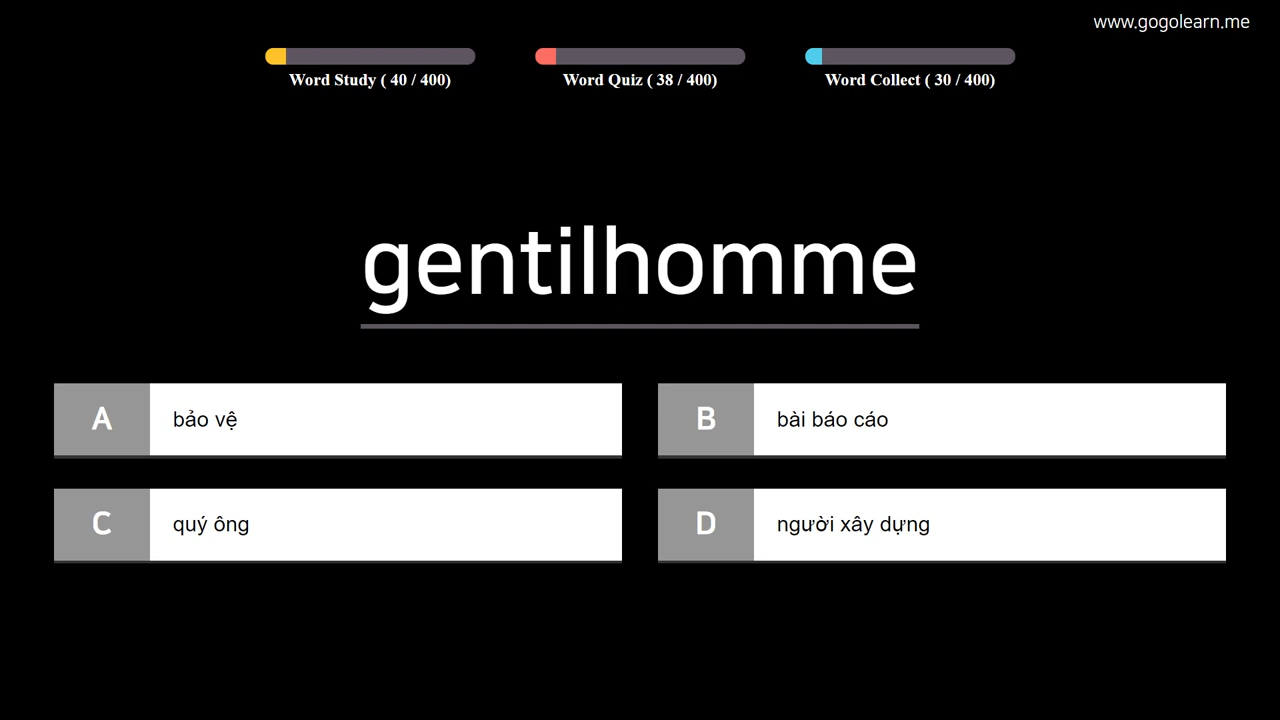 www.gogolearn.me
Word Study ( 40 / 400)
Word Quiz ( 38 / 400)
Word Collect ( 30 / 400)
gentilhomme
A bảo vệ
B bài báo cáo
C quý ông
D người xây dựng